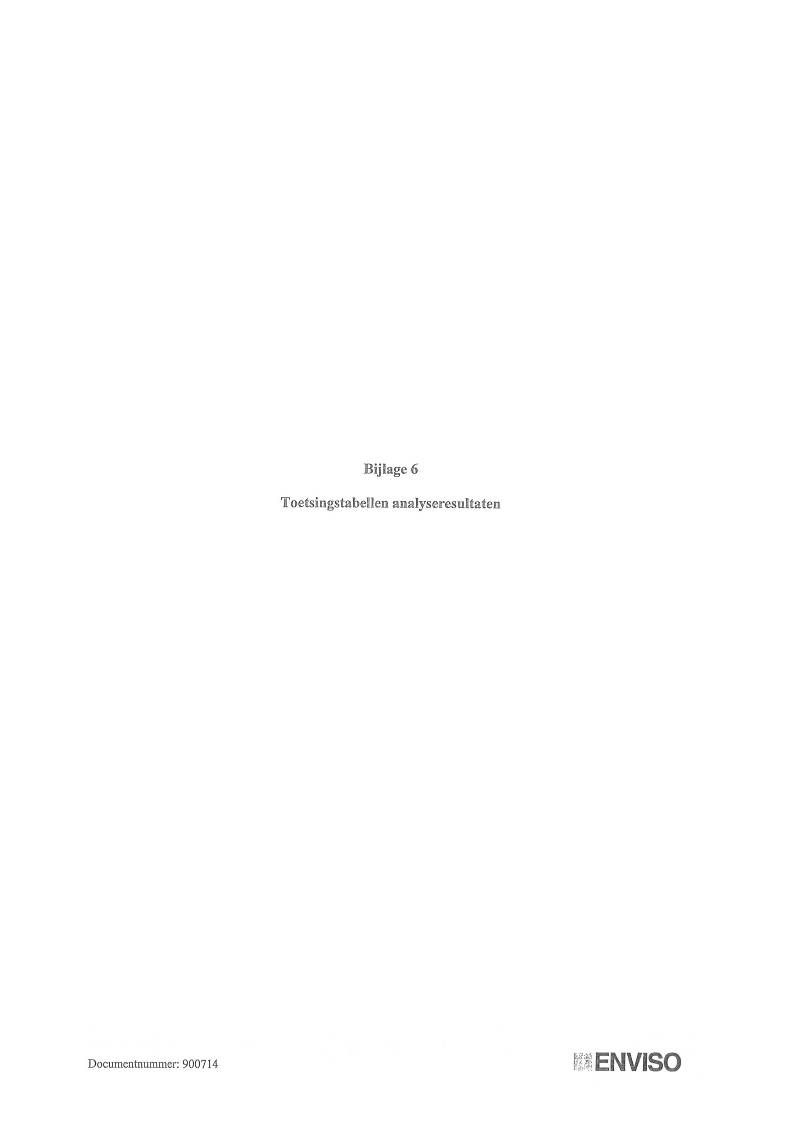 Bijlage 6
Toetsingstabellen analyseresultaten
Documentnummer: 900714
ENVISO